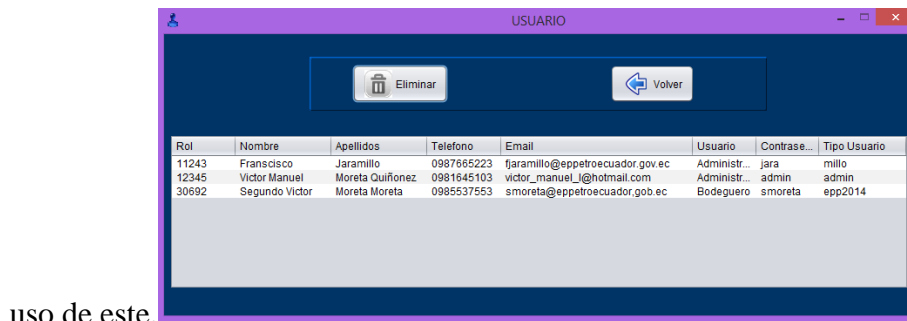 USUARIO
Eliminar Volver
Rol Nombre Apellidos Telefono Email Usuario Contrase... Tipo Usuario
11243 Franscisco Jaramillo 0987665223 fjaramillo@eppetroecuador.gov.ec Administr... jara millo
12345 Victor Manuel Moreta Quiñonez 0981645103 victor_manuel_l@hotmail.com Administr... admin admin
30692 Segundo Victor Moreta Moreta 0985537553 smoreta@eppetroecuador,gob.ec Bodeguero smoreta epp2014
uso de este